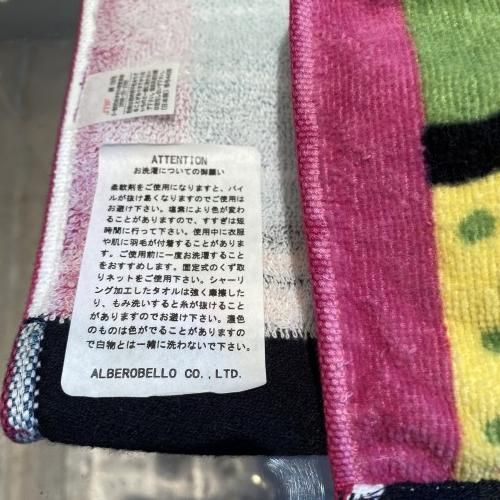 ATTENTION
お洗濯についての御願い
柔軟剤をご使用になりますと、パイ
ルが抜け易くなりますのでご使用は
お避け下さい。塩素により色が変わ
ることがありますので、すすぎは短
時間に行って下さい。使用中に衣服
や肌に羽毛が付着することがありま
す。ご使用前に一度お洗濯すること
をおすすめします。固定式のくず取
りネットをご使用下さい。シャーリ
ング加工したタオルは強く摩擦した
り、もみ洗いすると糸が抜けること
がありますのでお避け下さい。濃色
のものは色がでることがありますの
で白物とは一緒に洗わないで下さい。
ALBEROBELLO CO.,LTD.